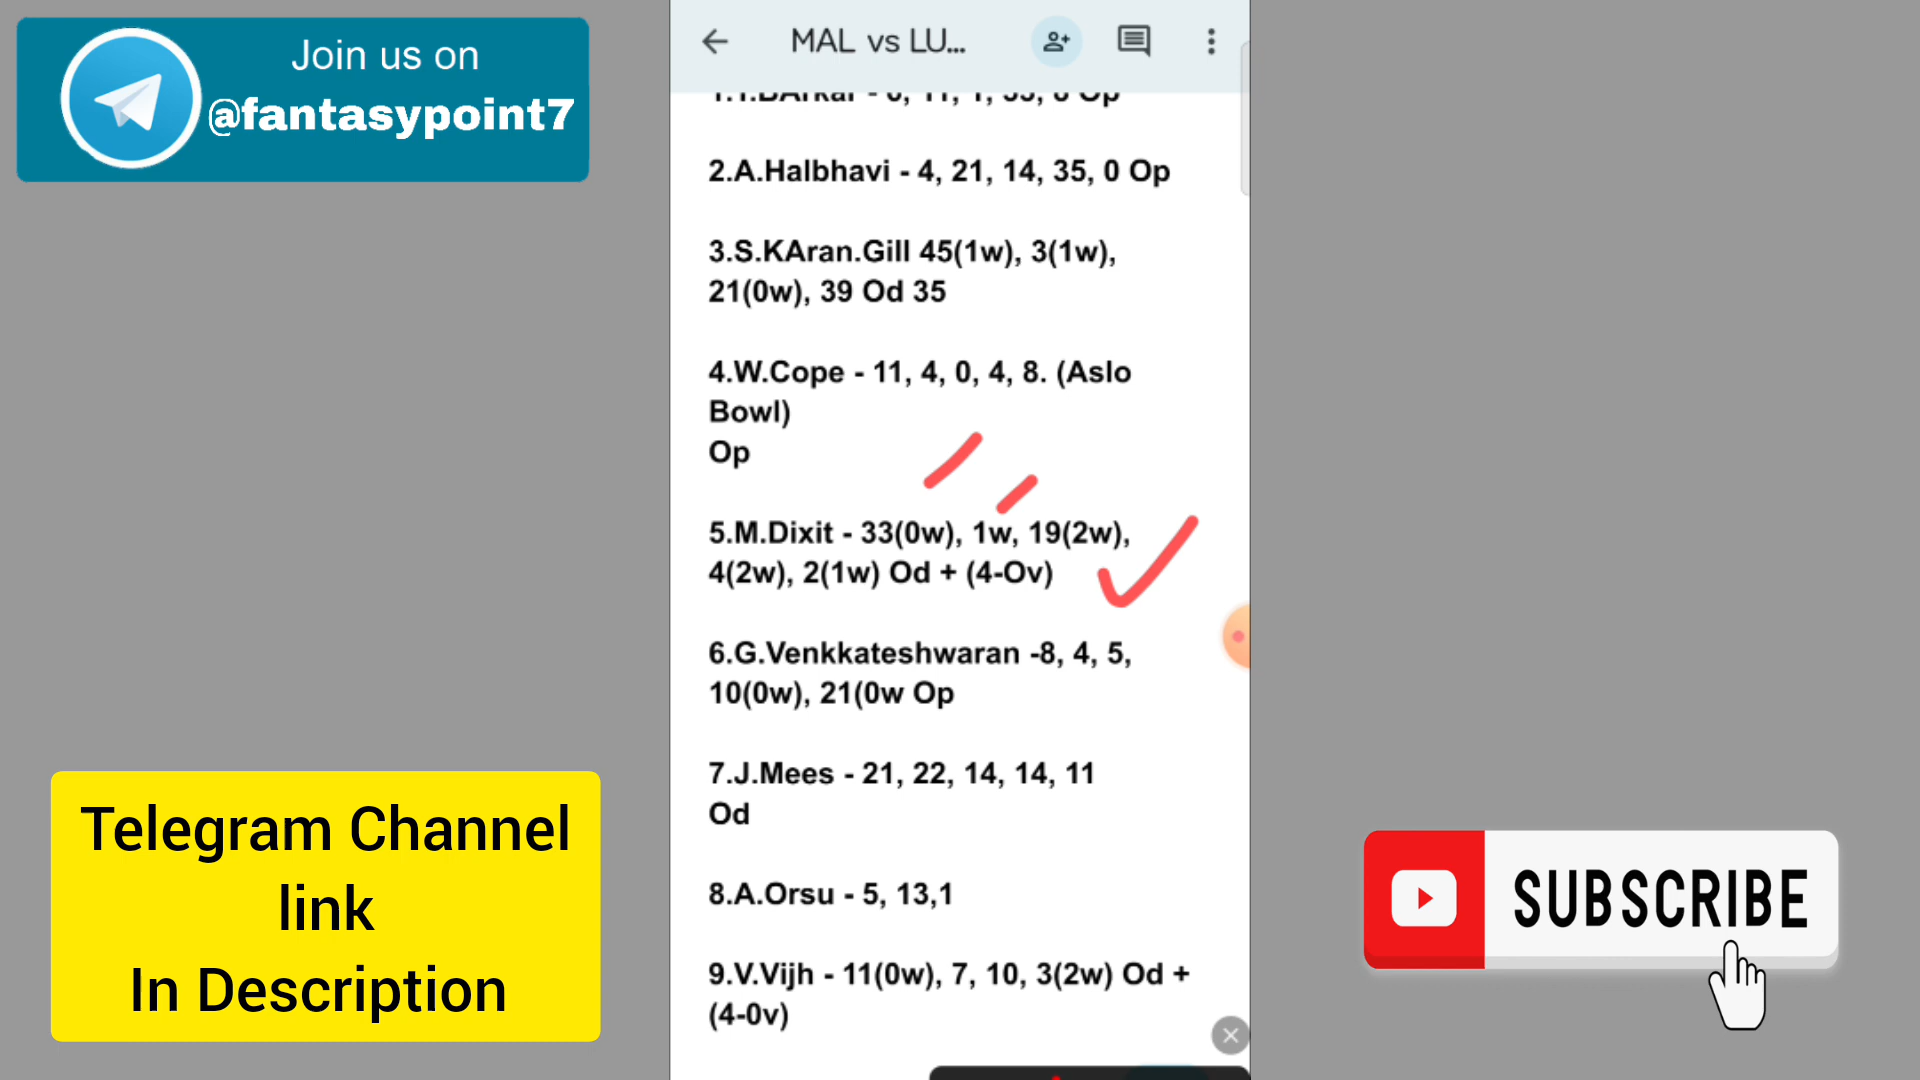 Join us on
@fantasypoint7
MAL vs LU...
2.A.Halbhavi - 4, 21, 14, 35, 0 Op
3.S.KAran.Gill 45(1w), 3(1w),
21(0w), 39 Od 35
4.W.Cope - 11, 4, 0, 4, 8. (Aslo
Bowl)
Op
5.M.Dixit - 33(0w), 1w, 19(2w),
4(2w), 2(1w) Od + (4-Ov)
6.G.Venkkateshwaran -8, 4, 5,
10(0w), 21(0w Op
7.J.Mees - 21, 22, 14, 14, 11
Od
8.A.Orsu - 5, 13,1
9.V.Vijh - 11(0w), 7, 10, 3(2w) Od +
(4-0v)
Telegram Channel
link
In Description
SUBSCRIBE